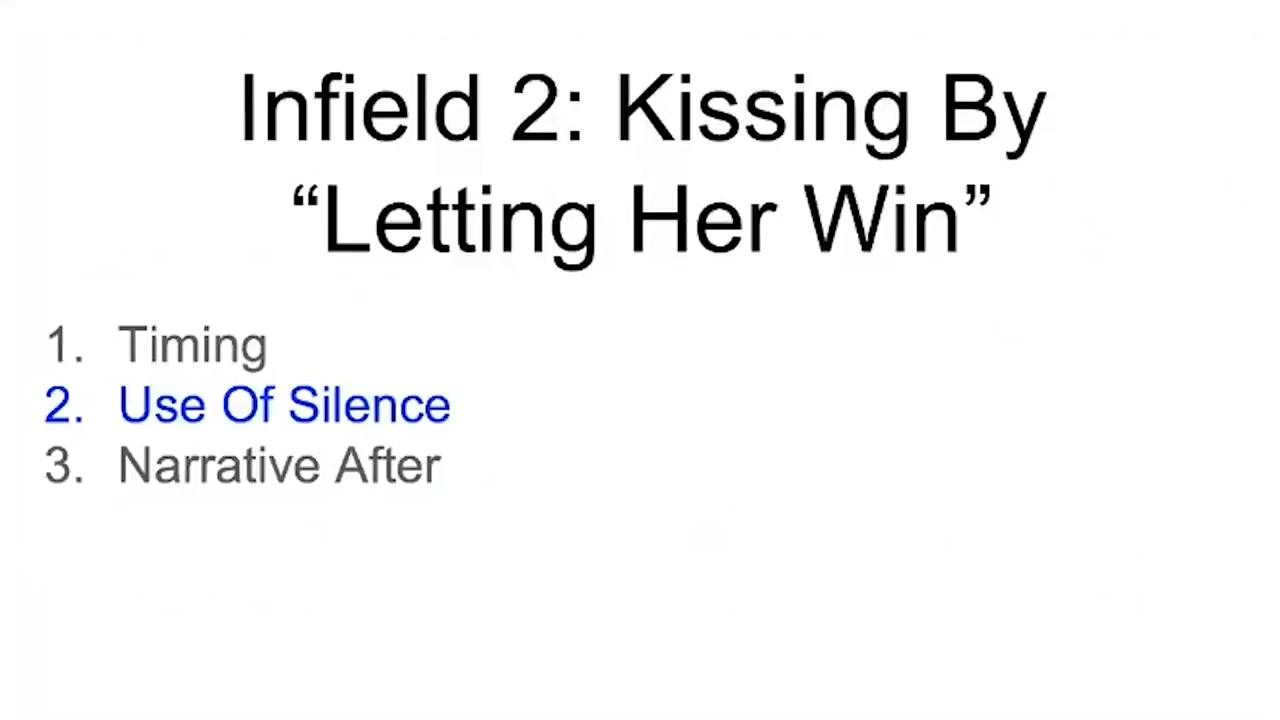 Infield 2: Kissing By
“Letting Her Win”
1. Timing
2. Use Of Silence
3. Narrative After